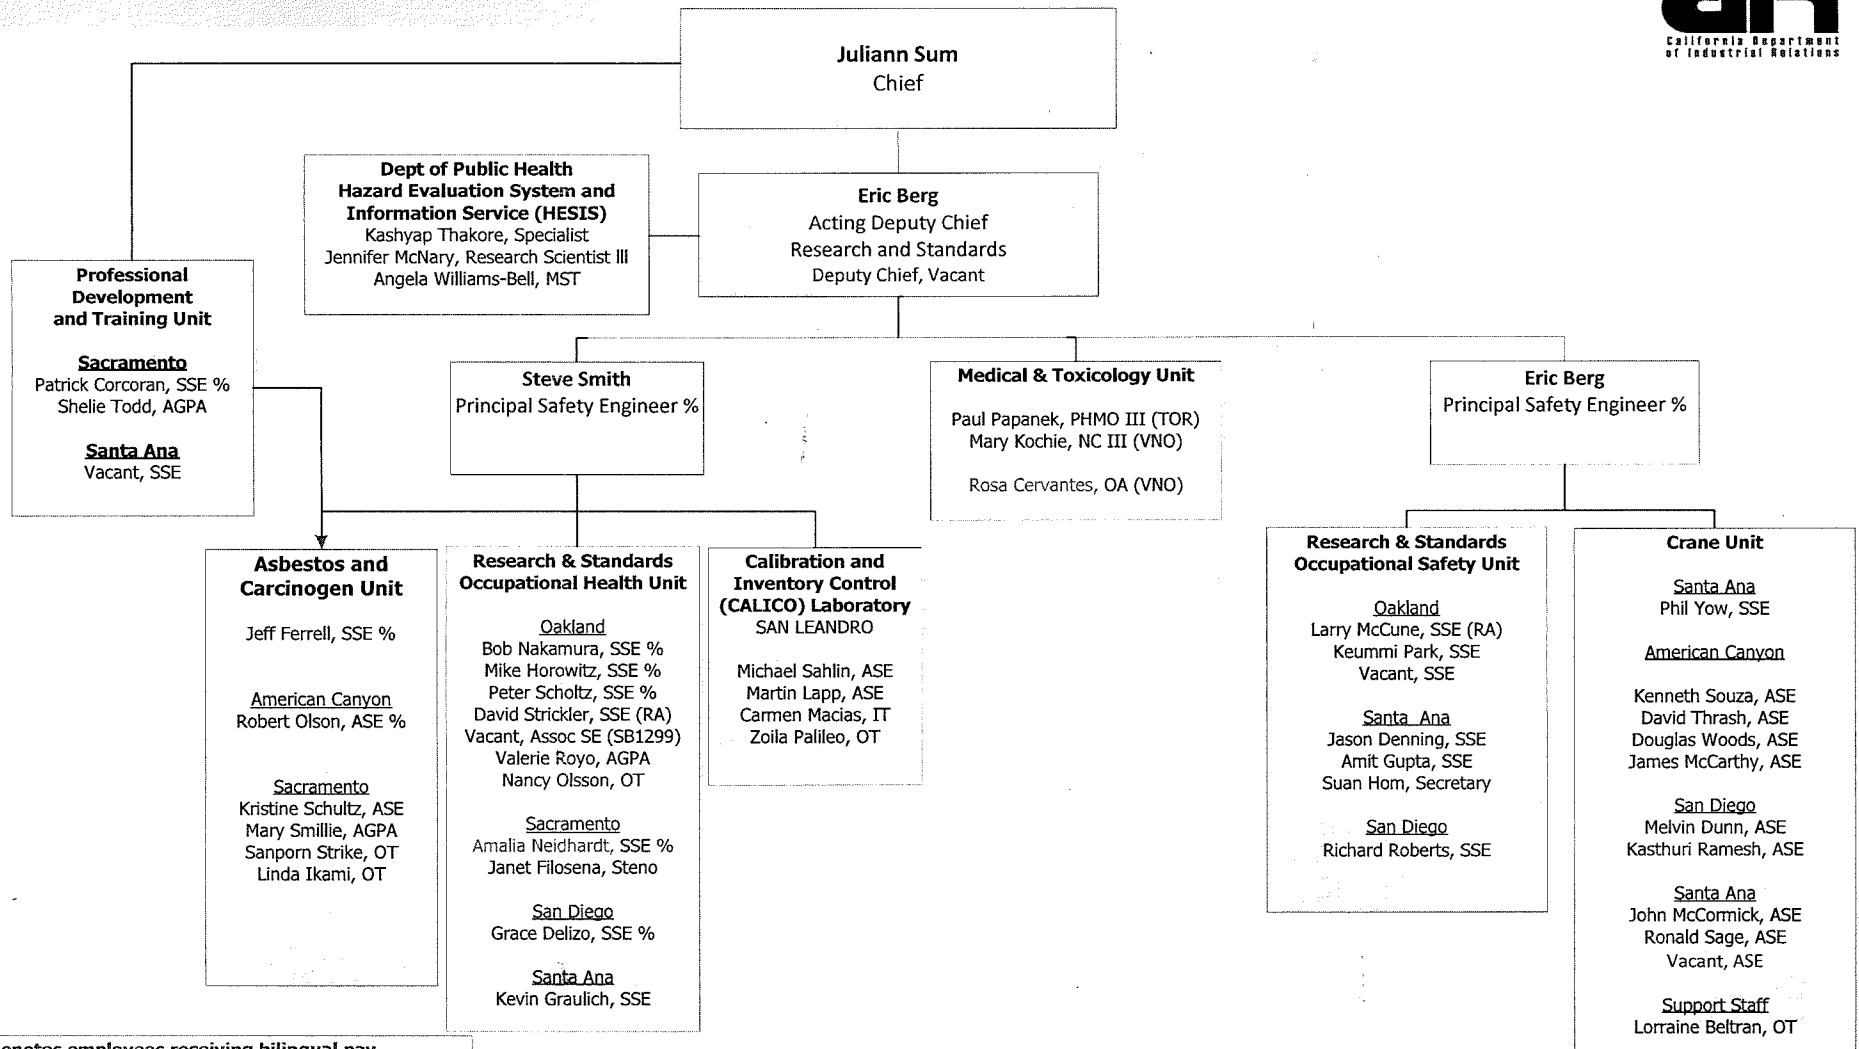 California Department
of Industrial Relations
Juliann Sum
Chief
Dept of Public Health
Hazard Evaluation System and
Information Service (HESIS)
Kashyap Thakore, Specialist
Jennifer McNary, Research Scientist III
Angela Williams-Bell, MST
Eric Berg
Acting Deputy Chief
Research and Standards
Deputy Chief, Vacant
Professional
Development
and Training Unit
Sacramento
Patrick Corcoran, SSE %
Shelie Todd, AGPA
Santa Ana
Vacant, SSE
Steve Smith
Principal Safety Engineer %
Medical & Toxicology Unit
Paul Papanek, PHMO III (TOR)
Mary Kochie, NC III (VNO)
Rosa Cervantes, OA (VNO)
Eric Berg
Principal Safety Engineer %
Asbestos and
Carcinogen Unit
Jeff Ferrell, SSE %
American Canyon
Robert Olson, ASE %
Sacramento
Kristine Schultz, ASE
Mary Smillie, AGPA
Sanporn Strike, OT
Linda Ikami, OT
Research & Standards
Occupational Health Unit
Oakland
Bob Nakamura, SSE %
Mike Horowitz, SSE %
Peter Scholtz, SSE %
David Strickler, SSE (RA)
Vacant, Assoc SE (SB1299)
Valerie Royo, AGPA
Nancy Olsson, OT
Sacramento
Amalia Neidhardt, SSE %
Janet Filosena, Steno
San Diego
Grace Delizo, SSE %
Santa Ana
Kevin Graulich, SSE
Calibration and
Inventory Control
(CALICO) Laboratory
SAN LEANDRO
Michael Sahlin, ASE
Martin Lapp, ASE
Carmen Macias, IT
Zoila Palileo, OT
Research & Standards
Occupational Safety Unit
Oakland
Larry McCune, SSE (RA)
Keummi Park, SSE
Vacant, SSE
Santa Ana
Jason Denning, SSE
Amit Gupta, SSE
Suan Hom, Secretary
San Diego
Richard Roberts, SSE
Crane Unit
Santa Ana
Phil Yow, SSE
American Canyon
Kenneth Souza, ASE
David Thrash, ASE
Douglas Woods, ASE
James McCarthy, ASE
San Diego
Melvin Dunn, ASE
Kasthuri Ramesh, ASE
Santa Ana
John McCormick, ASE
Ronald Sage, ASE
Vacant, ASE
Support Staff
Lorraine Beltran, OT
employees receiving bilingual pay